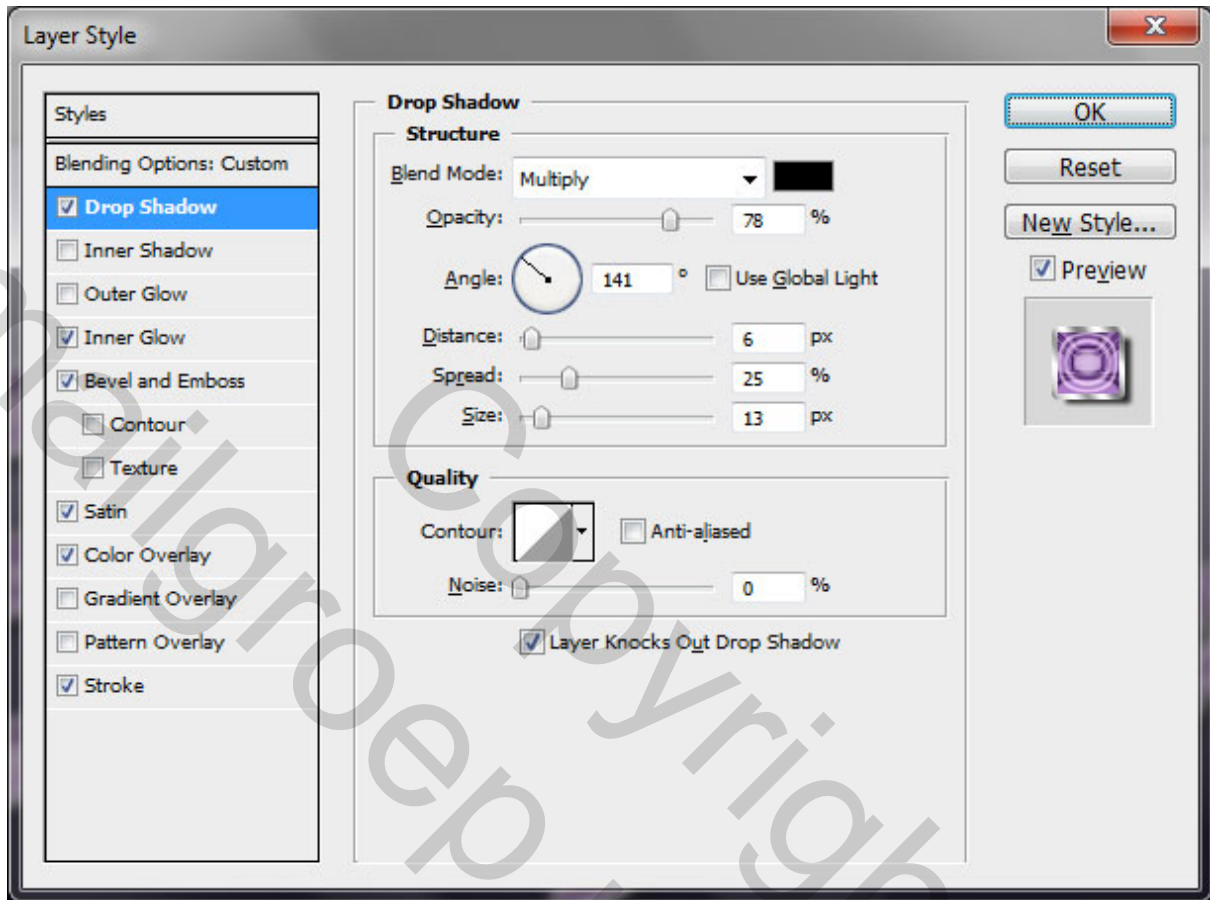 Layer Style
Styles
Blending Options: Custom
Drop Shadow
Inner Shadow
Outer Glow
Inner Glow
Bevel and Emboss
Contour
Texture
Satin
Color Overlay
Gradient Overlay
Pattern Overlay
Stroke
Drop Shadow
Structure
Blend Mode: Multiply
Opacity: 78 %
Angle: 141 ° Use Global Light
Distance: 6 px
Spread: 25 %
Size: 13 px
Quality
Contour: Anti-aliased
Noise: 0 %
Layer Knocks Out Drop Shadow
OK
Reset
New Style...
Preview